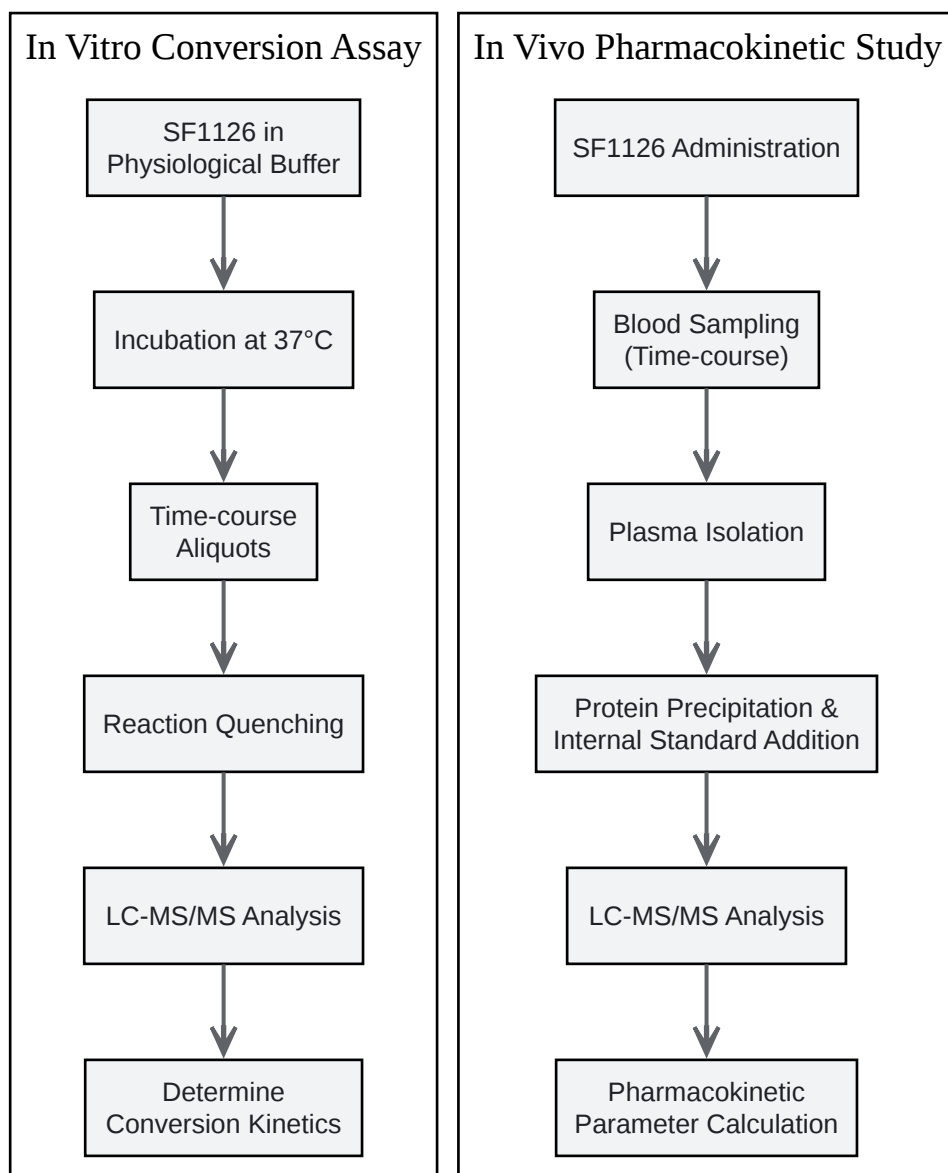 In Vitro Conversion Assay
SF1126 in
Physiological Buffer
Incubation at 37°C
Time-course
Aliquots
Reaction Quenching
LC-MS/MS Analysis
Determine
Conversion Kinetics
In Vivo Pharmacokinetic Study
SF1126 Administration
Blood Sampling
(Time-course)
Plasma Isolation
Protein Precipitation &
Internal Standard Addition
LC-MS/MS Analysis
Pharmacokinetic
Parameter Calculation